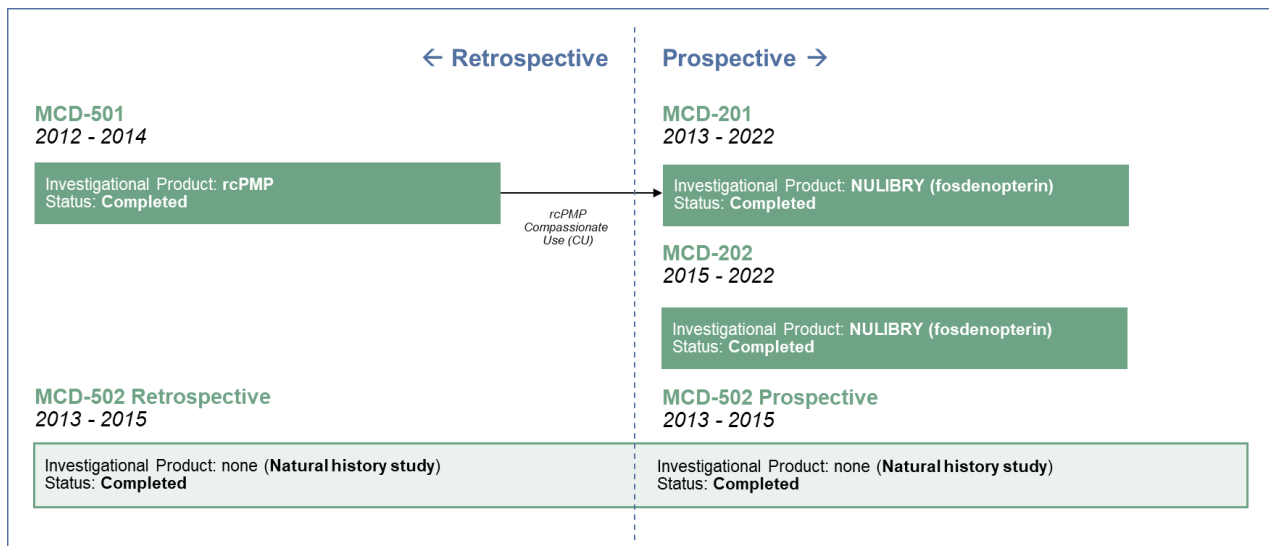 ← Retrospective
Prospective →
MCD-501
2012 - 2014
Investigational Product: rcPMP
Status: Completed
rcPMP
Compassionate
Use (CU)
MCD-201
2013 - 2022
Investigational Product: NULIBRY (fosdenopterin)
Status: Completed
MCD-202
2015 - 2022
Investigational Product: NULIBRY (fosdenopterin)
Status: Completed
MCD-502 Retrospective
2013 - 2015
Investigational Product: none (Natural history study)
Status: Completed
MCD-502 Prospective
2013 - 2015
Investigational Product: none (Natural history study)
Status: Completed